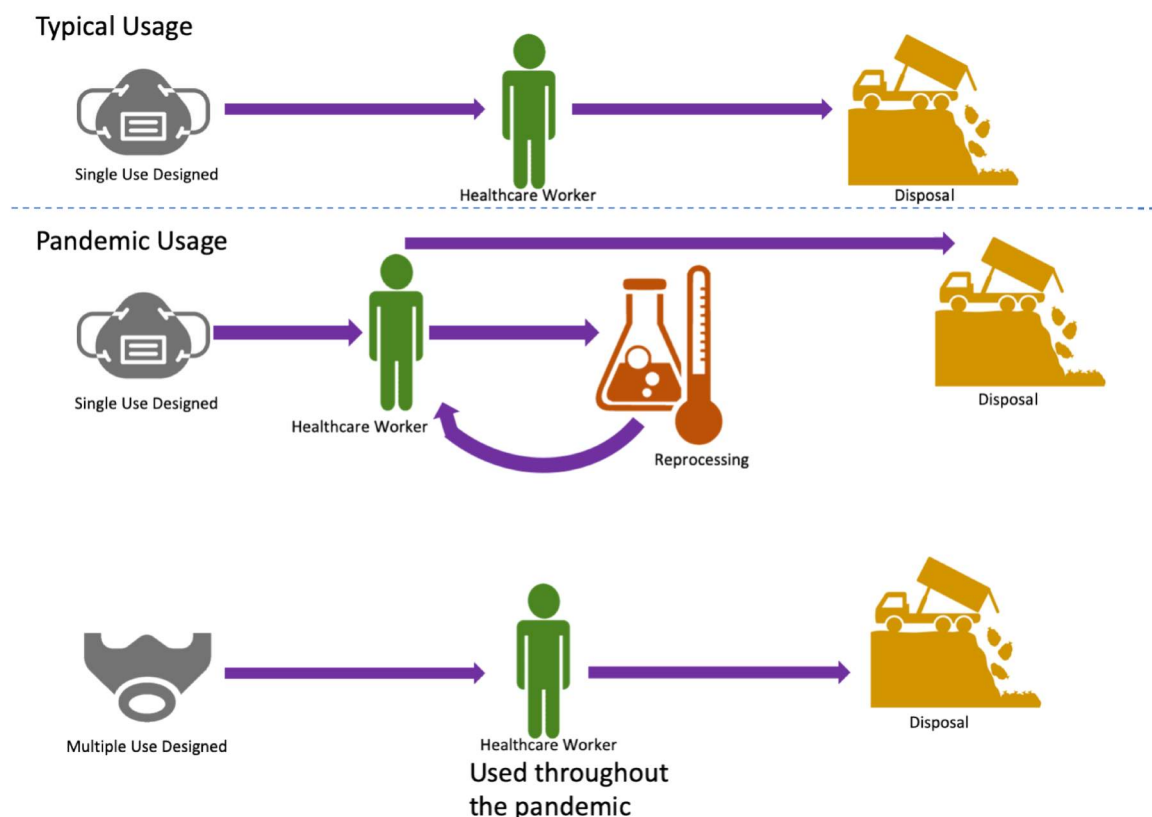 Typical Usage
Single Use Designed
Healthcare Worker
Disposal
Pandemic Usage
Single Use Designed
Healthcare Worker
Reprocessing
Disposal
Multiple Use Designed
Healthcare Worker
Used throughout
the pandemic
Disposal